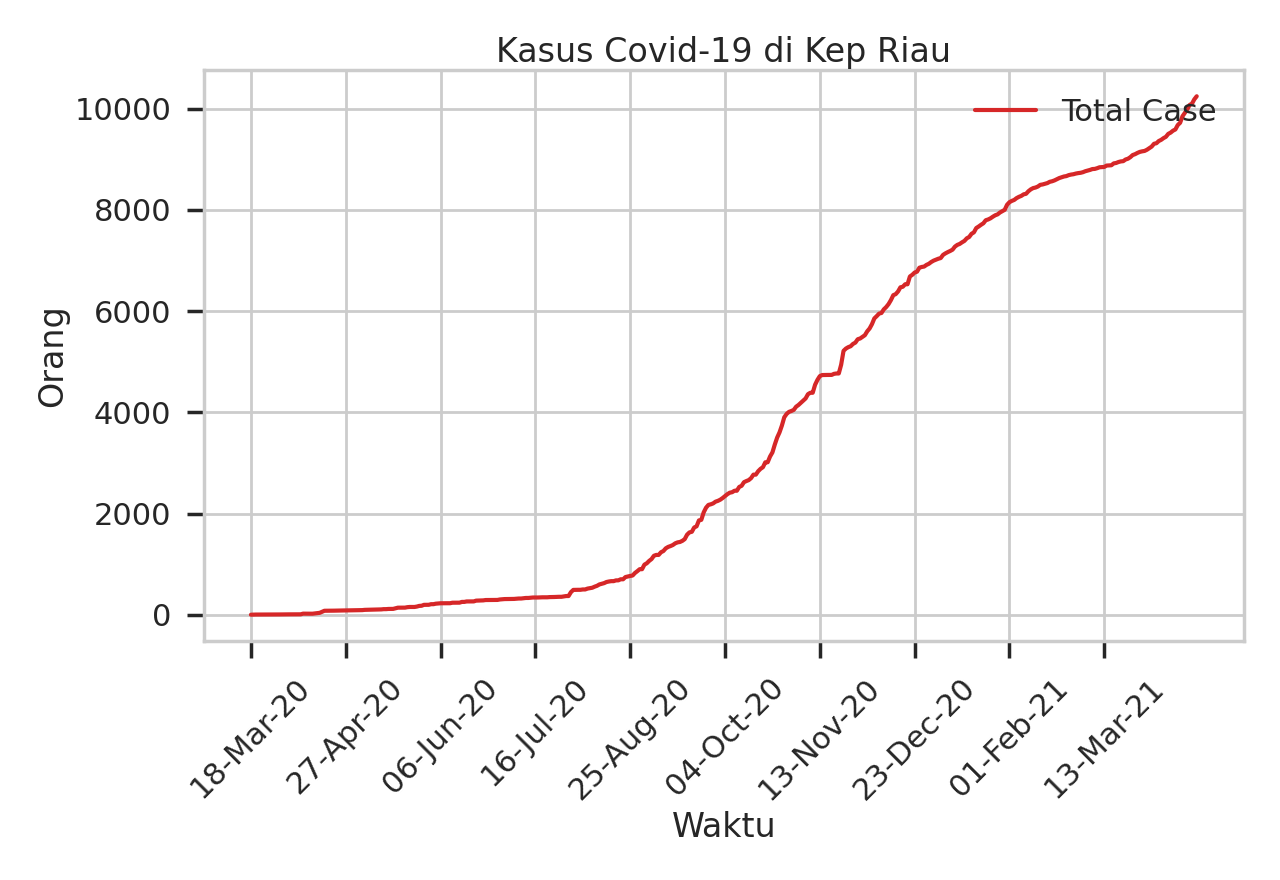 Kasus Covid-19 di Kep Riau
Total Case
Orang
10000
8000
6000
4000
2000
0
18-Mar-20
27-Apr-20
06-Jun-20
16-Jul-20
25-Aug-20
04-Oct-20
13-Nov-20
23-Dec-20
01-Feb-21
13-Mar-21
Waktu